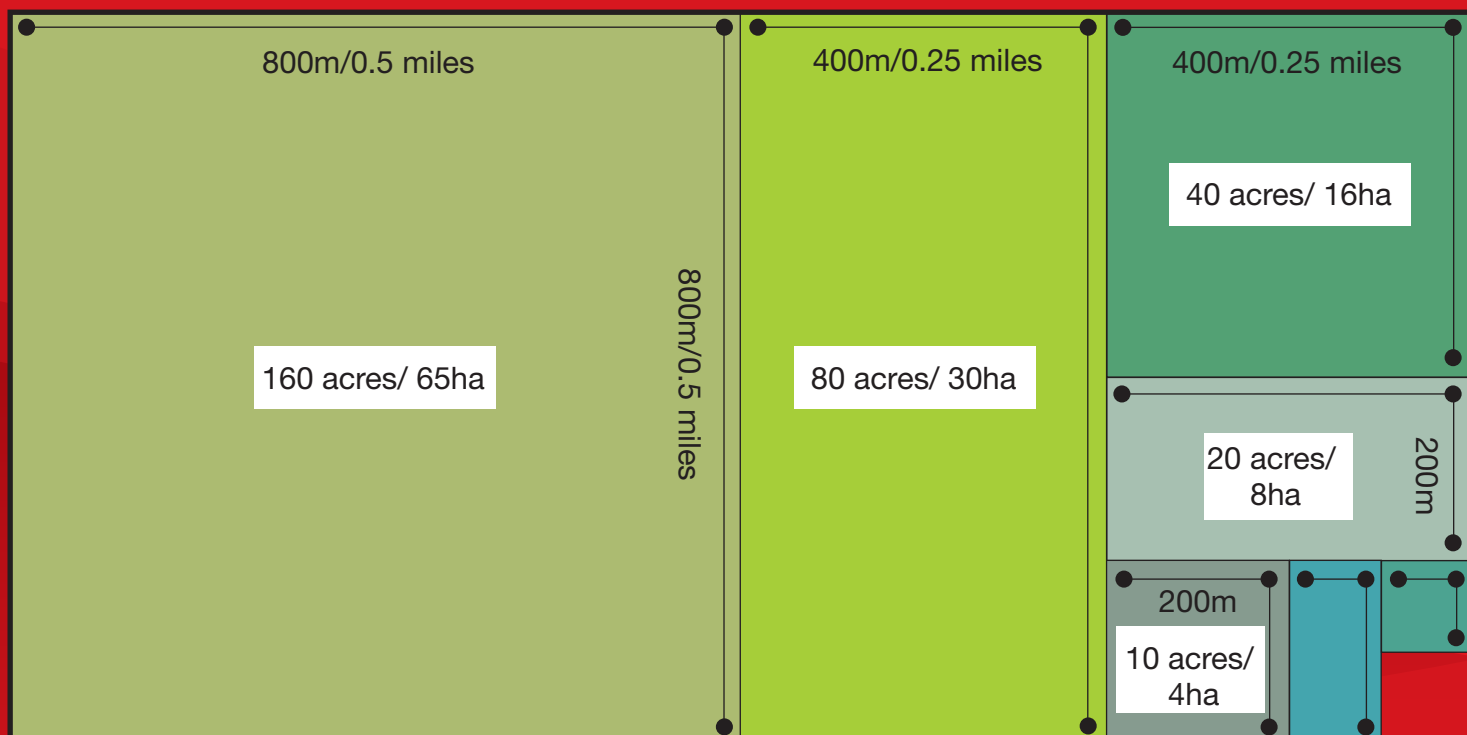 800m/0.5 miles
400m/0.25 miles
400m/0.25 miles
40 acres/ 16ha
800m/0.5 miles
160 acres/ 65ha
80 acres/ 30ha
20 acres/
8ha
200m
200m
10 acres/
4ha